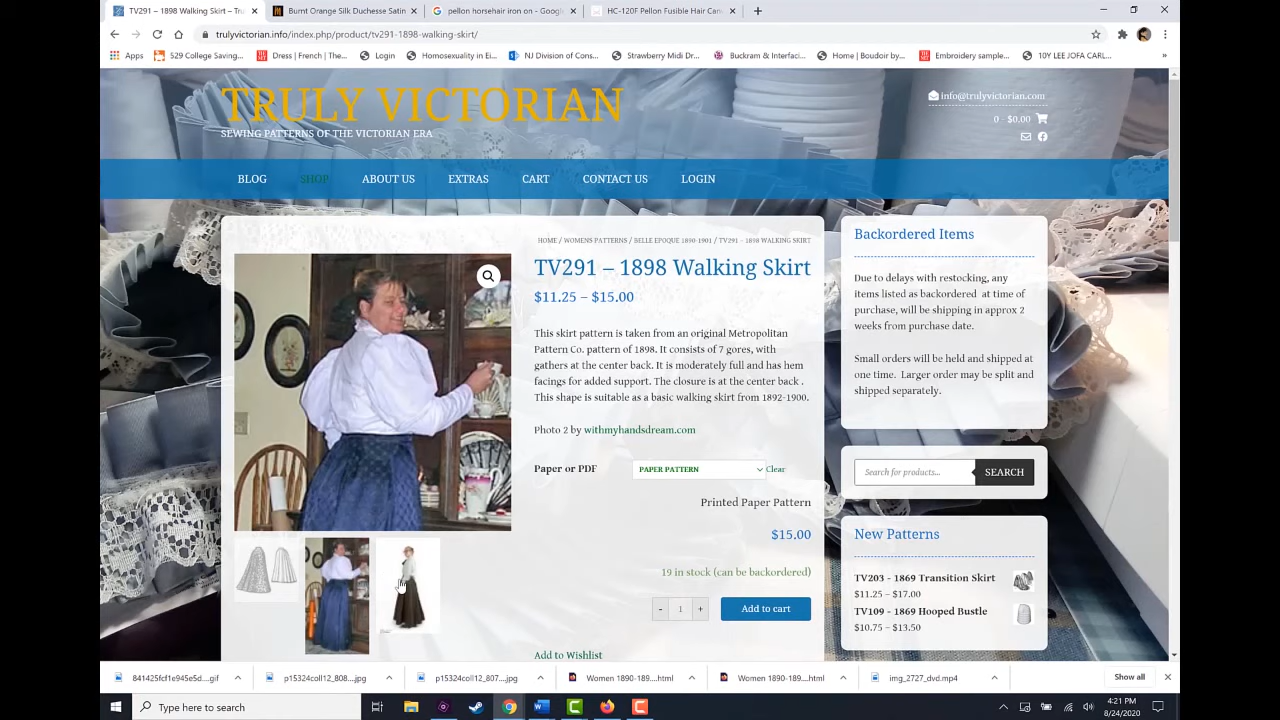 TV291 – 1898 Walking Skirt – Tr
Burnt Orange Silk Duchesse Satin
pellon horsehair iron on - Google
HC-120F Pellon Fusible Hair Canv
trulyvictorian.info/index.php/product/tv291-1898-walking-skirt/
Apps
529 College Saving...
Dress | French | The...
Login
Homosexuality in Ei...
NJ Division of Cons...
Strawberry Midi Dr...
Buckram & Interfaci...
Home | Boudoir by...
Embroidery sample...
10Y LEE JOFA CARL...
»
TRULY VICTORIAN
SEWING PATTERNS OF THE VICTORIAN ERA
info@trulyvictorian.com
0 - $0.00
BLOG
SHOP
ABOUT US
EXTRAS
CART
CONTACT US
LOGIN
HOME / WOMENS PATTERNS / BELLE EPOQUE 1890-1901 / TV291 – 1898 WALKING SKIRT
TV291 – 1898 Walking Skirt
$11.25 – $15.00
This skirt pattern is taken from an original Metropolitan
Pattern Co. pattern of 1898. It consists of 7 gores, with
gathers at the center back. It is moderately full and has hem
facings for added support. The closure is at the center back .
This shape is suitable as a basic walking skirt from 1892-1900.
Photo 2 by withmyhandsdream.com
Paper or PDF
PAPER PATTERN
Clear
Printed Paper Pattern
$15.00
19 in stock (can be backordered)
-
1
+
Add to cart
Add to Wishlist
Backordered Items
Due to delays with restocking, any
items listed as backordered at time of
purchase, will be shipping in approx 2
weeks from purchase date.
Small orders will be held and shipped at
one time. Larger order may be split and
shipped separately.
Search for products...
SEARCH
New Patterns
TV203 - 1869 Transition Skirt
$11.25 – $17.00
TV109 - 1869 Hooped Bustle
$10.75 – $13.50
841425fcf1e945e5d....gif
p15324coll12_808....jpg
p15324coll12_807....jpg
Women 1890-189....html
Women 1890-189....html
img_2727_dvd.mp4
Show all
Type here to search
4:21 PM
8/24/2020